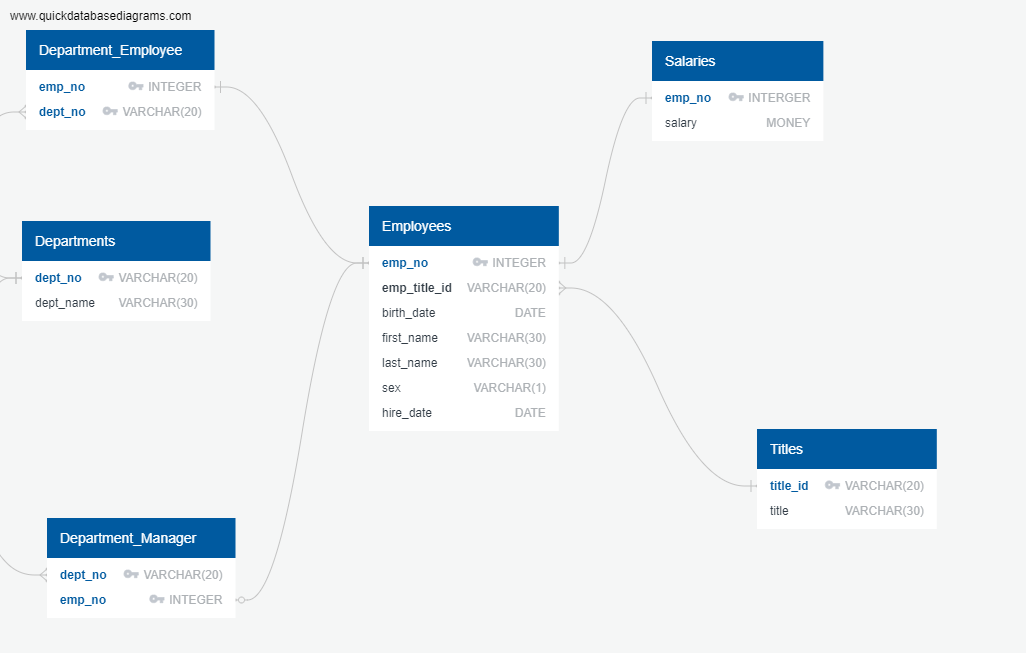 www.quickdatabasediagrams.com
Department_Employee
emp_no INTEGER
dept_no VARCHAR(20)
Departments
dept_no VARCHAR(20)
dept_name VARCHAR(30)
Department_Manager
dept_no VARCHAR(20)
emp_no INTEGER
Employees
emp_no INTEGER
emp_title_id VARCHAR(20)
birth_date DATE
first_name VARCHAR(30)
last_name VARCHAR(30)
sex VARCHAR(1)
hire_date DATE
Salaries
emp_no INTERGER
salary MONEY
Titles
title_id VARCHAR(20)
title VARCHAR(30)